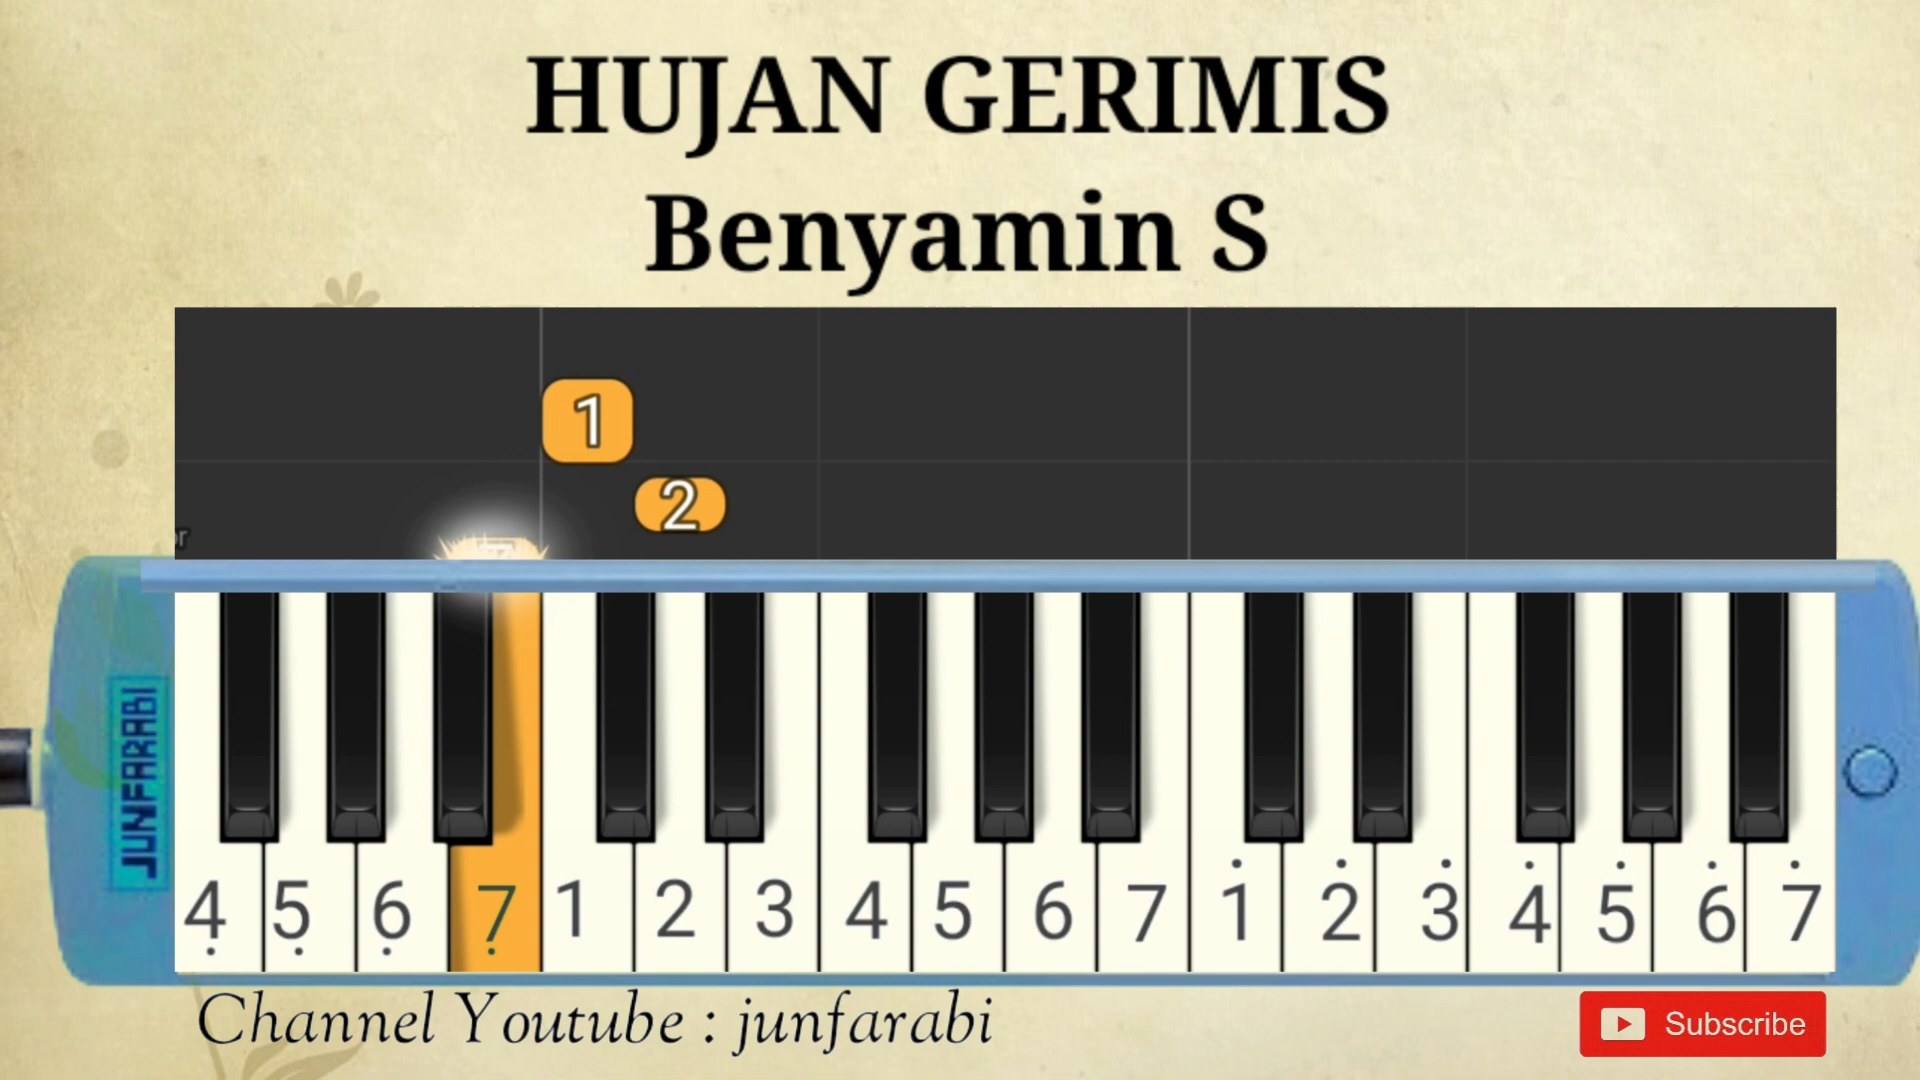 HUJAN GERIMIS
Benyamin S
1
2
JUNFARABI
4̣ 5̣ 6̣ 7̣ 1 2 3 4 5 6 7 1̇ 2̇ 3̇ 4̇ 5̇ 6̇ 7̇
Channel Youtube : junfarabi
Subscribe